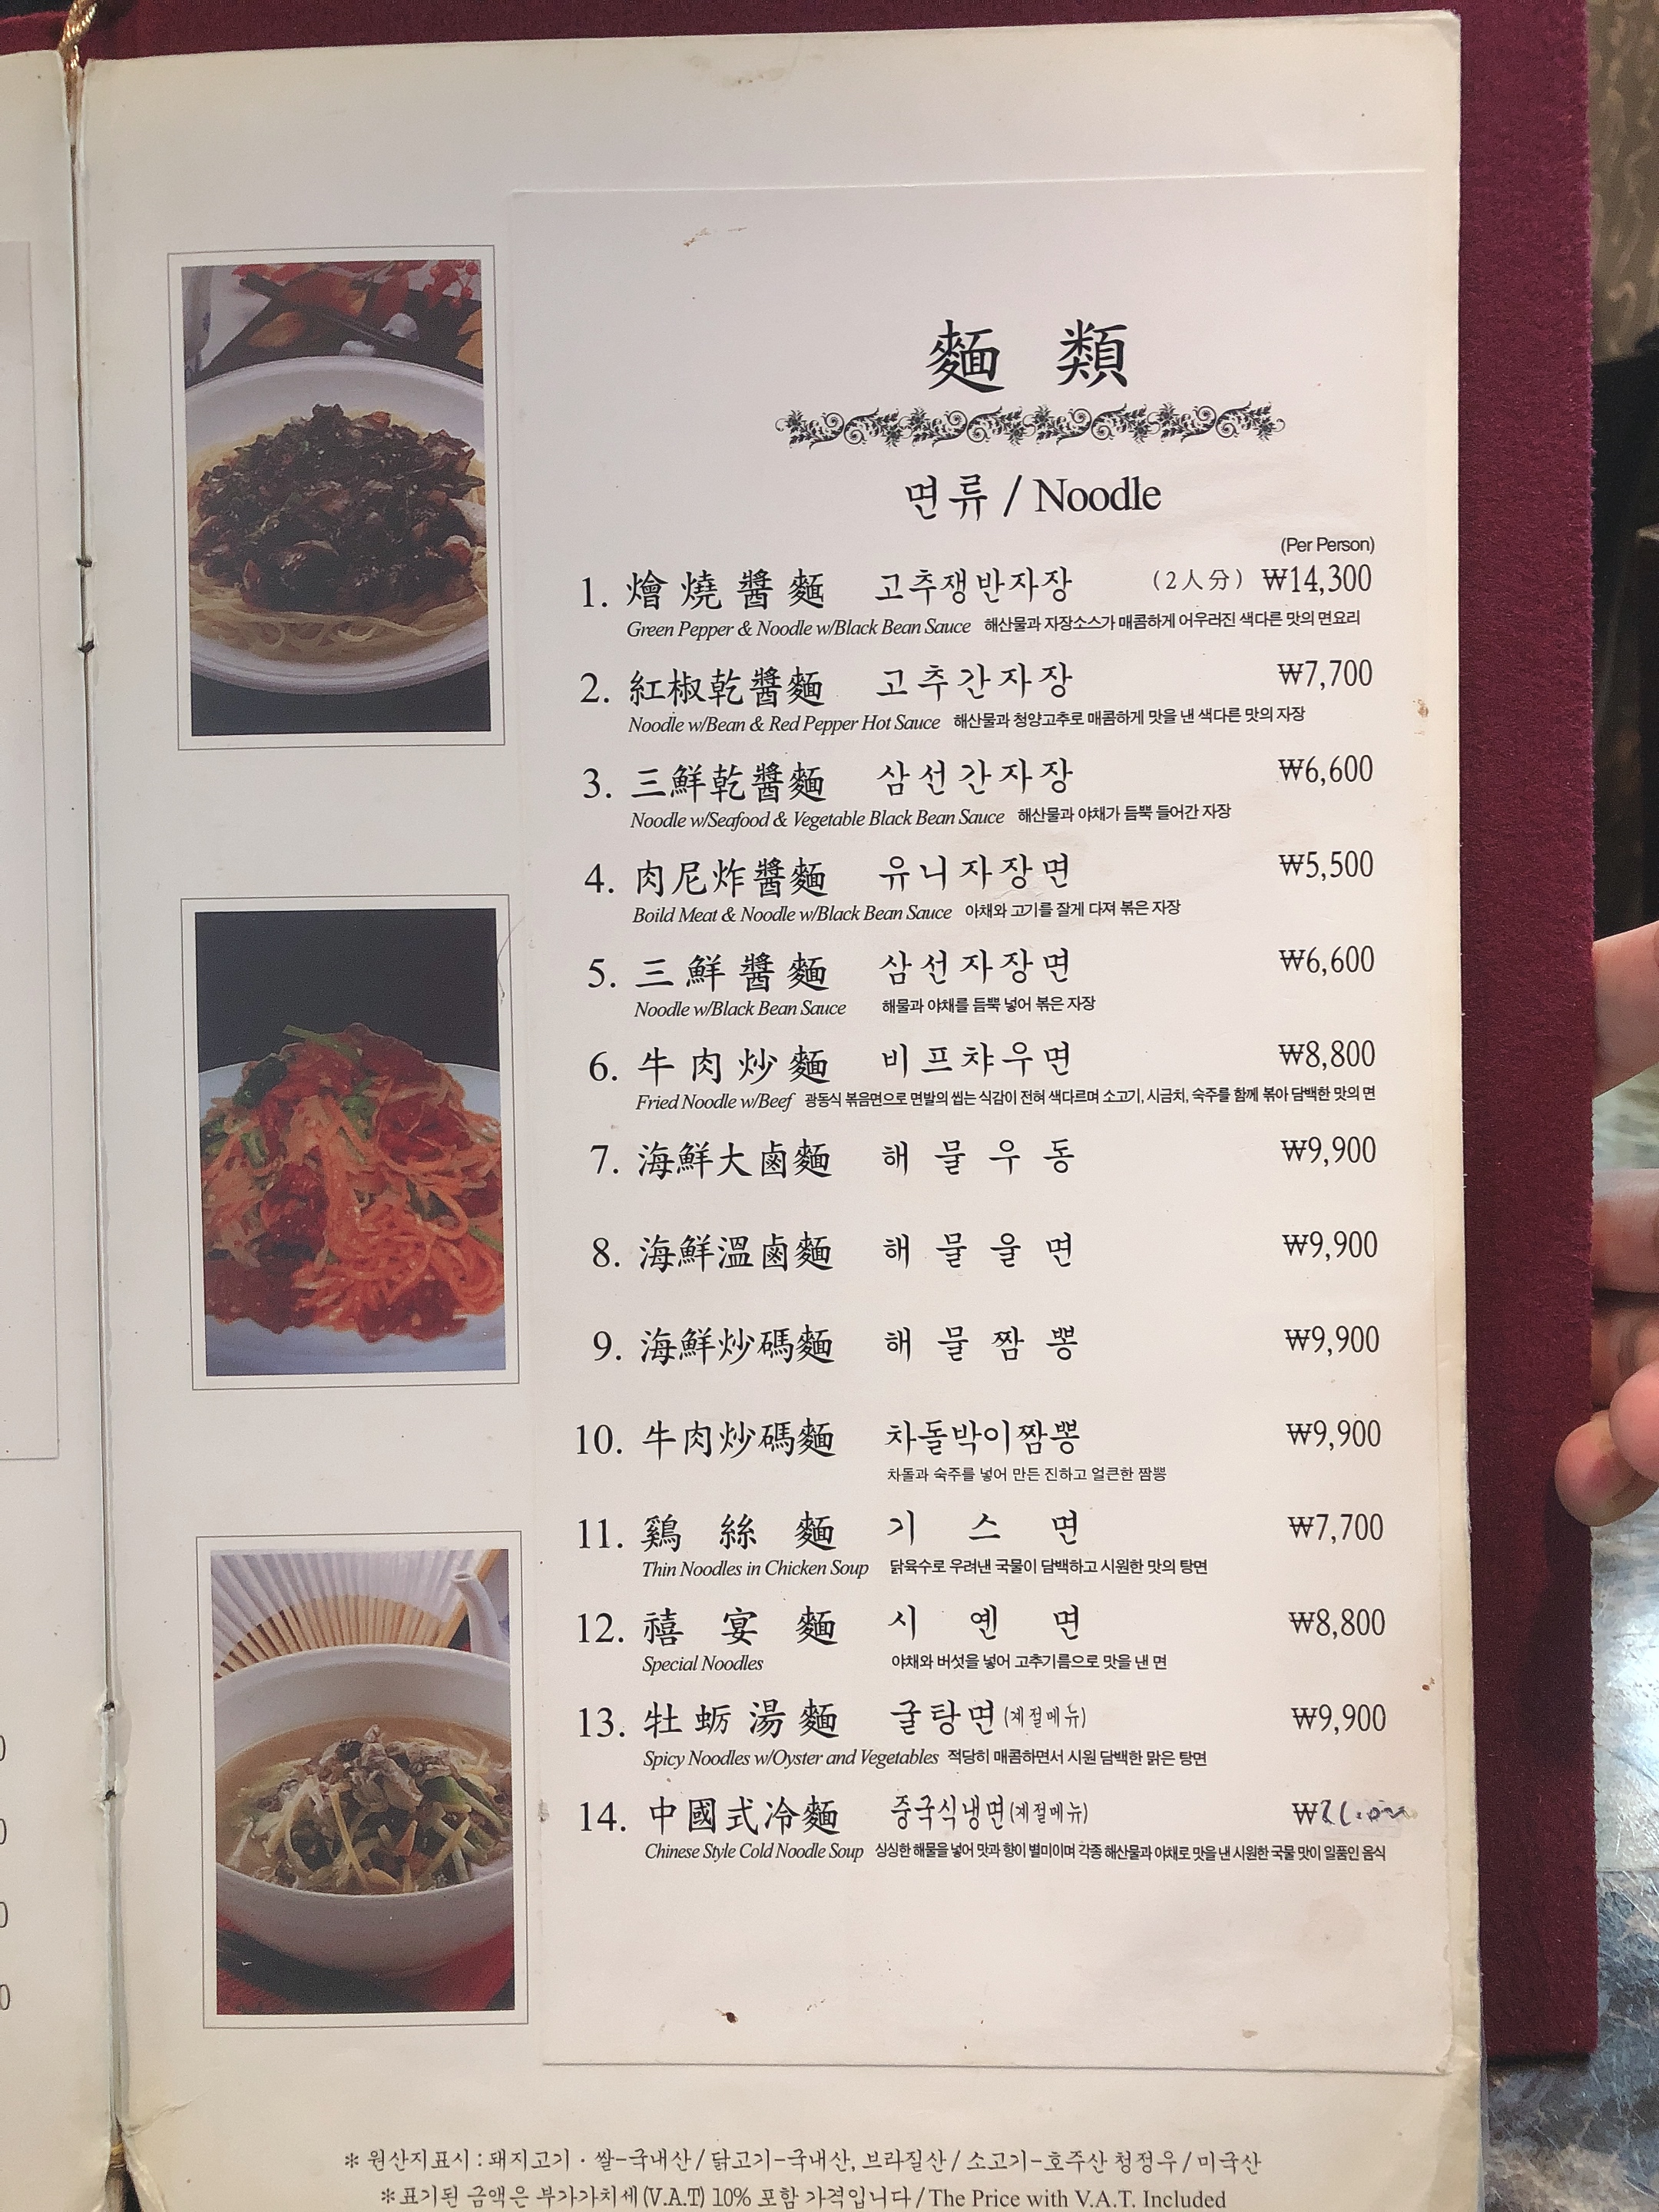 麵 類
면류 / Noodle
(Per Person)
1. 燴燒醬麵 고추쟁반자장 (2人分) ₩14,300
Green Pepper & Noodle w/Black Bean Sauce 해산물과 자장소스가 매콤하게 어우러진 색다른 맛의 면요리
2. 紅椒乾醬麵 고추간자장 ₩7,700
Noodle w/Bean & Red Pepper Hot Sauce 해산물과 청양고추로 매콤하게 맛을 낸 색다른 맛의 자장
3. 三鮮乾醬麵 삼선간자장 ₩6,600
Noodle w/Seafood & Vegetable Black Bean Sauce 해산물과 야채가 듬뿍 들어간 자장
4. 肉尼炸醬麵 유니자장면 ₩5,500
Boild Meat & Noodle w/Black Bean Sauce 야채와 고기를 잘게 다져 볶은 자장
5. 三鮮醬麵 삼선자장면 ₩6,600
Noodle w/Black Bean Sauce 해물과 야채를 듬뿍 넣어 볶은 자장
6. 牛肉炒麵 비프챠우면 ₩8,800
Fried Noodle w/Beef 광동식 볶음면으로 면발의 씹는 식감이 전혀 색다르며 소고기, 시금치, 숙주를 함께 볶아 담백한 맛의 면
7. 海鮮大鹵麵 해물우동 ₩9,900
8. 海鮮溫鹵麵 해물울면 ₩9,900
9. 海鮮炒碼麵 해물짬뽕 ₩9,900
10. 牛肉炒碼麵 차돌박이짬뽕 ₩9,900
차돌과 숙주를 넣어 만든 진하고 얼큰한 짬뽕
11. 鷄絲麵 기스면 ₩7,700
Thin Noodles in Chicken Soup 닭육수로 우려낸 국물이 담백하고 시원한 맛의 탕면
12. 禧宴麵 시옌면 ₩8,800
Special Noodles 야채와 버섯을 넣어 고추기름으로 맛을 낸 면
13. 牡蛎湯麵 굴탕면(계절메뉴) ₩9,900
Spicy Noodles w/Oyster and Vegetables 적당히 매콤하면서 시원 담백한 맑은 탕면
14. 中國式冷麵 중국식냉면(계절메뉴) ₩
Chinese Style Cold Noodle Soup 싱싱한 해물을 넣어 맛과 향이 별미이며 각종 해산물과 야채로 맛을 낸 시원한 국물 맛이 일품인 음식
* 원산지표시 : 돼지고기 · 쌀-국내산 / 닭고기-국내산, 브라질산 / 소고기-호주산 청정우 / 미국산
* 표기된 금액은 부가가치세(V.A.T) 10% 포함 가격입니다 / The Price with V.A.T. Included